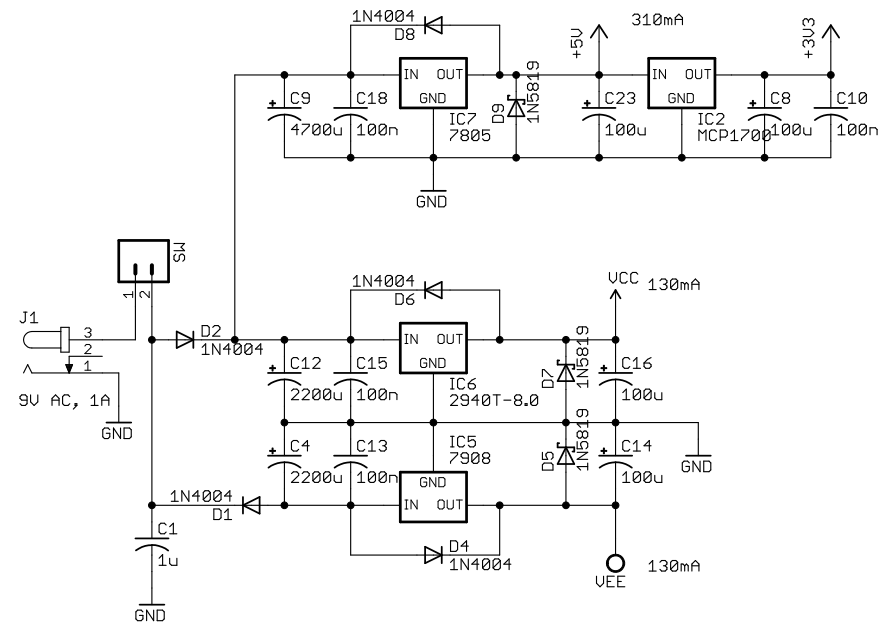 1N4004
D8
310mA
+5V
+3V3
IN OUT
GND
IC7
7805
C9
4700u
C18
100n
D9
1N5819
C23
100u
IN OUT
GND
IC2
MCP1700
C8
100u
C10
100n
GND
MS
1
2
J1
3
2
1
9V AC, 1A
GND
D2
1N4004
1N4004
D6
VCC 130mA
IN OUT
GND
IC6
2940T-8.0
C12
2200u
C15
100n
D7
1N5819
C16
100u
C4
2200u
C13
100n
IC5
7908
GND
IN OUT
D5
1N5819
C14
100u
GND
1N4004
D1
C1
1u
GND
D4
1N4004
VEE
130mA